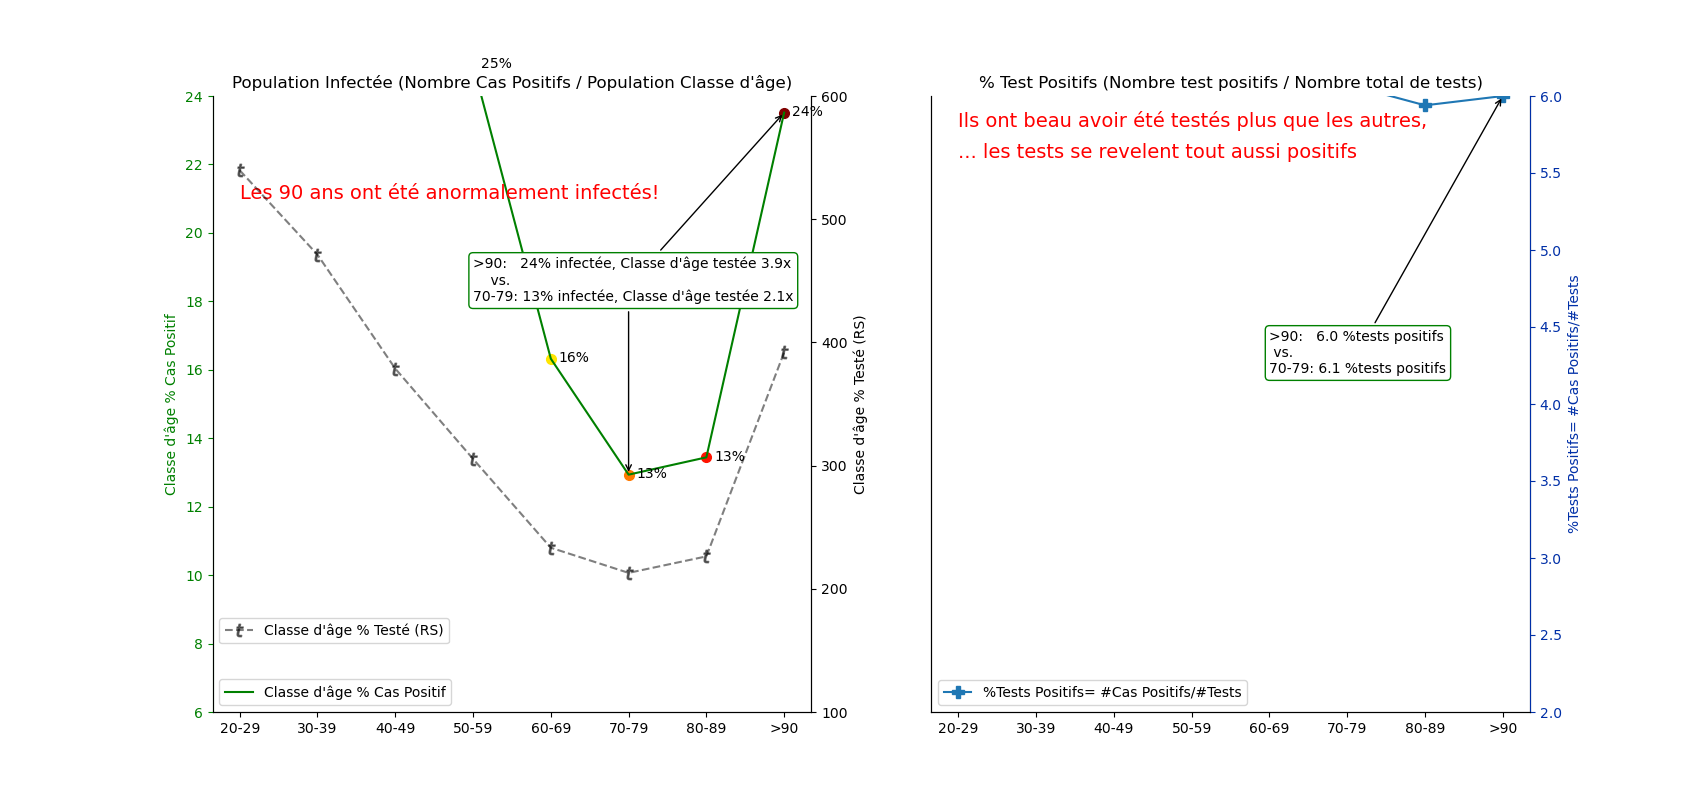 25%
Population Infectée (Nombre Cas Positifs / Population Classe d'âge)
24
22
20
18
16
14
12
10
8
6
Classe d'âge % Cas Positif
600
500
400
300
200
100
Classe d'âge % Testé (RS)
24%
Les 90 ans ont été anormalement infectés!
>90: 24% infectée, Classe d'âge testée 3.9x
vs.
70-79: 13% infectée, Classe d'âge testée 2.1x
16%
13%
13%
t
t
t
t
t
t
t
t
t Classe d'âge % Testé (RS)
Classe d'âge % Cas Positif
20-29 30-39 40-49 50-59 60-69 70-79 80-89 >90
% Test Positifs (Nombre test positifs / Nombre total de tests)
Ils ont beau avoir été testés plus que les autres,
... les tests se revelent tout aussi positifs
>90: 6.0 %tests positifs
vs.
70-79: 6.1 %tests positifs
%Tests Positifs= #Cas Positifs/#Tests
6.0
5.5
5.0
4.5
4.0
3.5
3.0
2.5
2.0
%Tests Positifs= #Cas Positifs/#Tests
20-29 30-39 40-49 50-59 60-69 70-79 80-89 >90